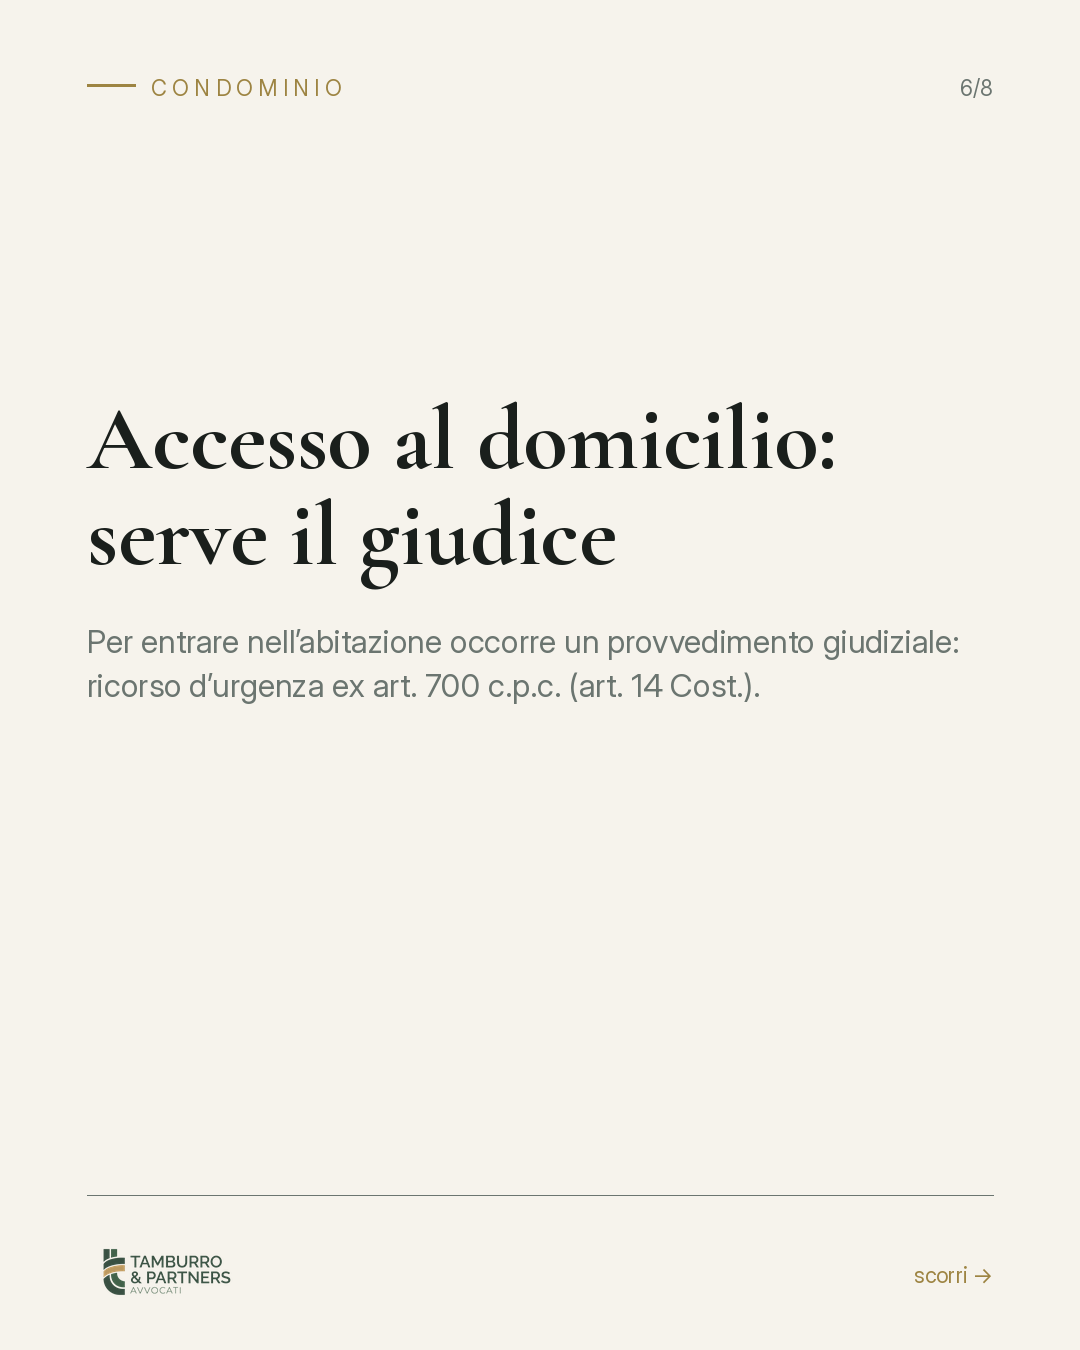 CONDOMINIO
6/8
Accesso al domicilio:
serve il giudice
Per entrare nell’abitazione occorre un provvedimento giudiziale:
ricorso d’urgenza ex art. 700 c.p.c. (art. 14 Cost.).
TAMBURRO
& PARTNERS
AVVOCATI
scorri →